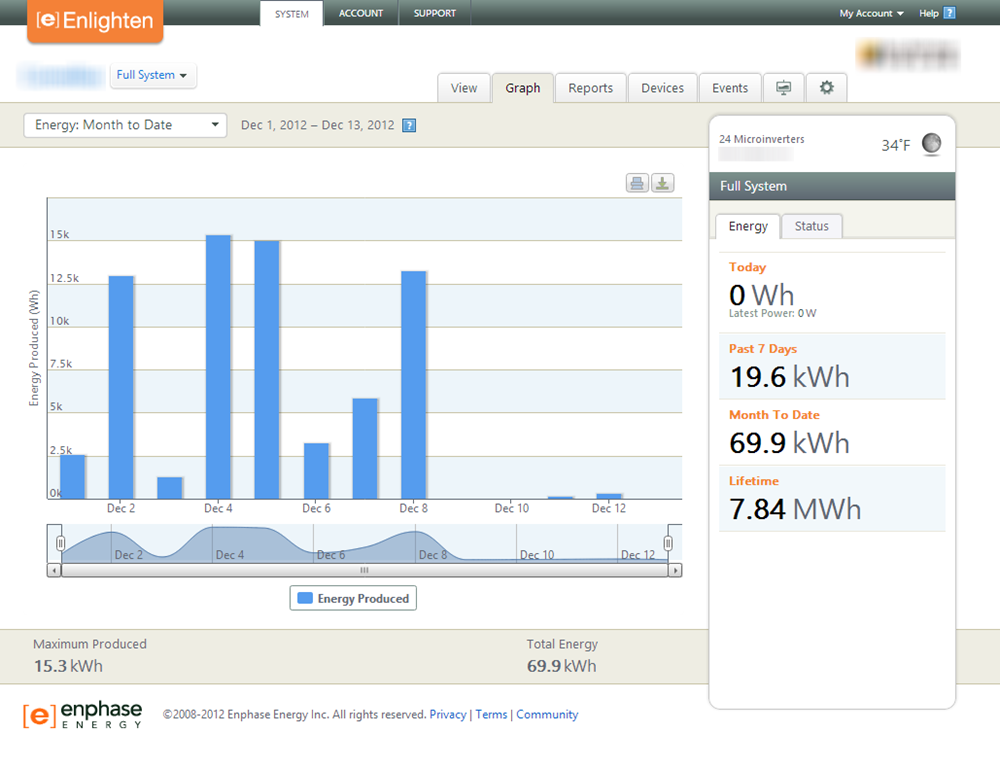 [e] Enlighten
SYSTEM ACCOUNT SUPPORT
My Account Help ?
Full System
View Graph Reports Devices Events
Energy: Month to Date Dec 1, 2012 – Dec 13, 2012 ?
24 Microinverters
34°F
Full System
Energy Status
Today
0 Wh
Latest Power: 0 W
Past 7 Days
19.6 kWh
Month To Date
69.9 kWh
Lifetime
7.84 MWh
Energy Produced (Wh)
15k
12.5k
10k
7.5k
5k
2.5k
0k
Dec 2 Dec 4 Dec 6 Dec 8 Dec 10 Dec 12
Dec 2 Dec 4 Dec 6 Dec 8 Dec 10 Dec 12
Energy Produced
Maximum Produced
15.3 kWh
Total Energy
69.9 kWh
[e] enphase
ENERGY
©2008-2012 Enphase Energy Inc. All rights reserved. Privacy | Terms | Community